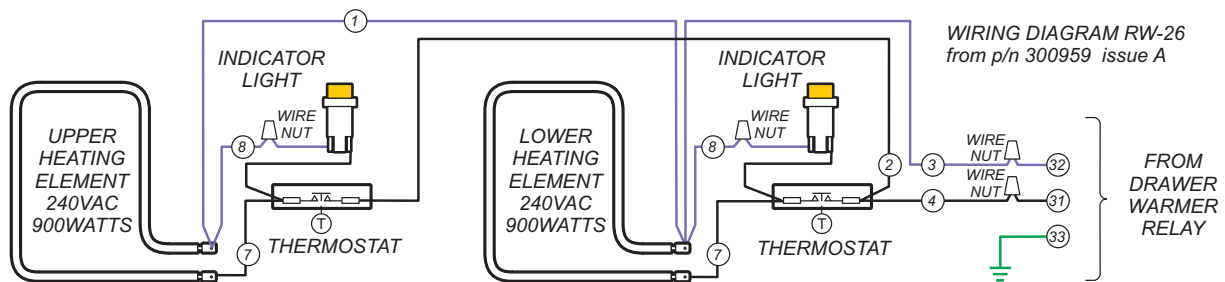 1
WIRING DIAGRAM RW-26
from p/n 300959 issue A
INDICATOR
LIGHT
WIRE
NUT
8
UPPER
HEATING
ELEMENT
240VAC
900WATTS
T
THERMOSTAT
7
INDICATOR
LIGHT
WIRE
NUT
8
LOWER
HEATING
ELEMENT
240VAC
900WATTS
T
THERMOSTAT
7
2
3
WIRE
NUT
32
4
WIRE
NUT
31
33
FROM
DRAWER
WARMER
RELAY